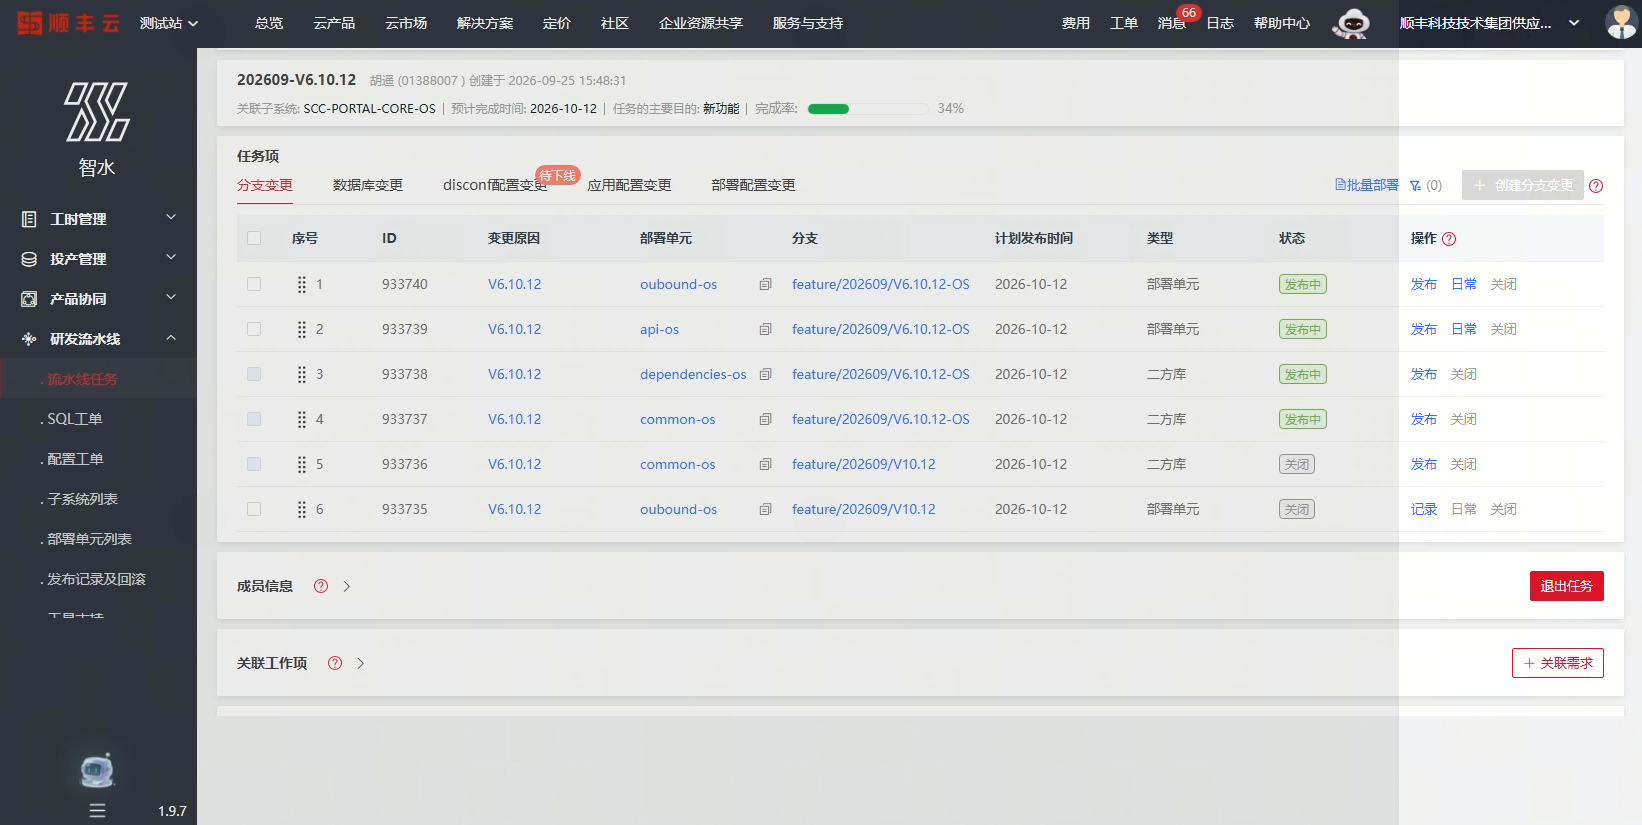 顺丰云 测试站 总览 云产品 云市场 解决方案 定价 社区 企业资源共享 服务与支持 费用 工单 消息 66 日志 帮助中心 顺丰科技技术集团供应...
智水
工时管理
投产管理
产品协同
研发流水线
. 流水线任务
. SQL工单
. 配置工单
. 子系统列表
. 部署单元列表
. 发布记录及回滚
1.9.7
202609-V6.10.12 胡遥 (01388007 ) 创建于 2026-09-25 15:48:31
关联子系统: SCC-PORTAL-CORE-OS | 预计完成时间: 2026-10-12 | 任务的主要目的: 新功能 | 完成率: 34%
任务项
分支变更 数据库变更 disconf配置变更 待下线 应用配置变更 部署配置变更 批量部署 (0) + 创建分支变更
序号 ID 变更原因 部署单元 分支 计划发布时间 类型 状态 操作
1 933740 V6.10.12 oubound-os feature/202609/V6.10.12-OS 2026-10-12 部署单元 发布中 发布 日常 关闭
2 933739 V6.10.12 api-os feature/202609/V6.10.12-OS 2026-10-12 部署单元 发布中 发布 日常 关闭
3 933738 V6.10.12 dependencies-os feature/202609/V6.10.12-OS 2026-10-12 二方库 发布中 发布 关闭
4 933737 V6.10.12 common-os feature/202609/V6.10.12-OS 2026-10-12 二方库 发布中 发布 关闭
5 933736 V6.10.12 common-os feature/202609/V10.12 2026-10-12 二方库 关闭 发布 关闭
6 933735 V6.10.12 oubound-os feature/202609/V10.12 2026-10-12 部署单元 关闭 记录 日常 关闭
成员信息 退出任务
关联工作项 + 关联需求